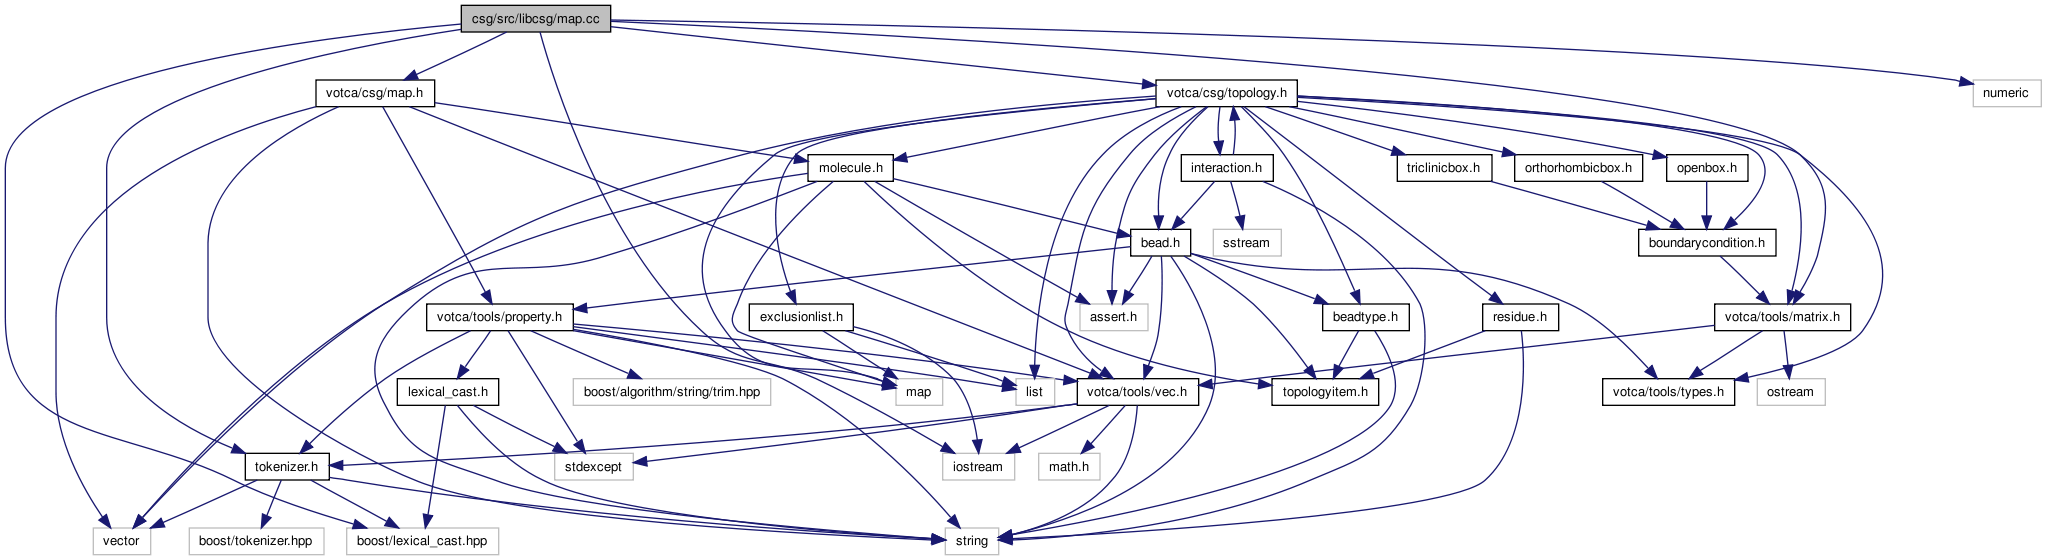 csg/src/libcsg/map.cc
votca/csg/map.h
votca/csg/topology.h
numeric
molecule.h
interaction.h
triclinicbox.h
orthorhombicbox.h
openbox.h
bead.h
sstream
boundarycondition.h
votca/tools/property.h
exclusionlist.h
assert.h
beadtype.h
residue.h
votca/tools/matrix.h
lexical_cast.h
boost/algorithm/string/trim.hpp
map
list
votca/tools/vec.h
topologyitem.h
votca/tools/types.h
ostream
tokenizer.h
stdexcept
iostream
math.h
vector
boost/tokenizer.hpp
boost/lexical_cast.hpp
string